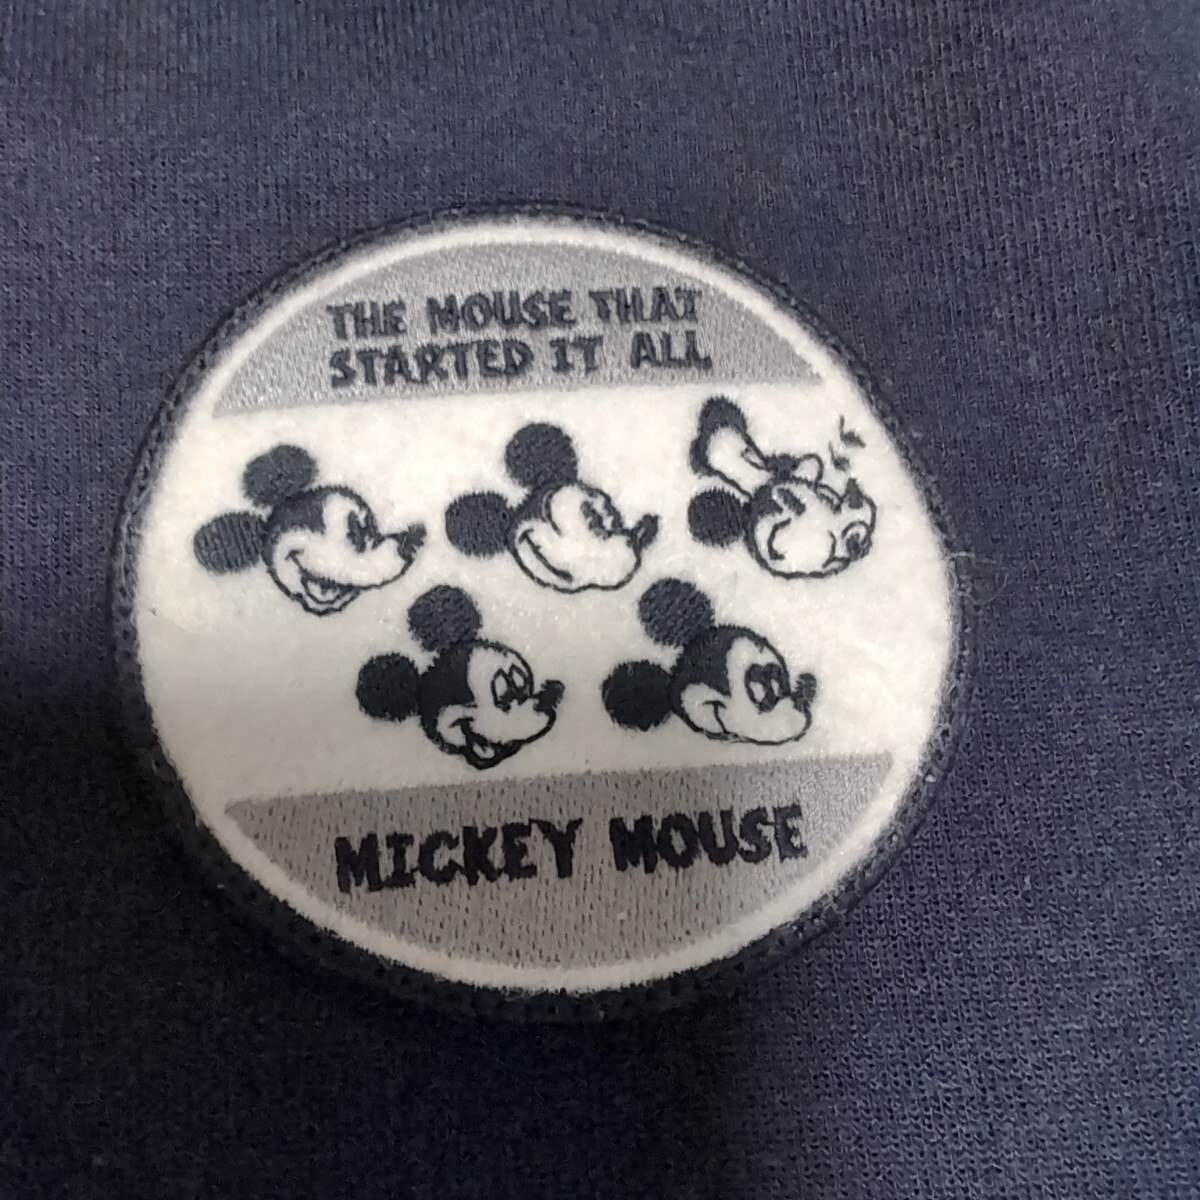 THE MOUSE THAT
STARTED IT ALL
MICKEY MOUSE